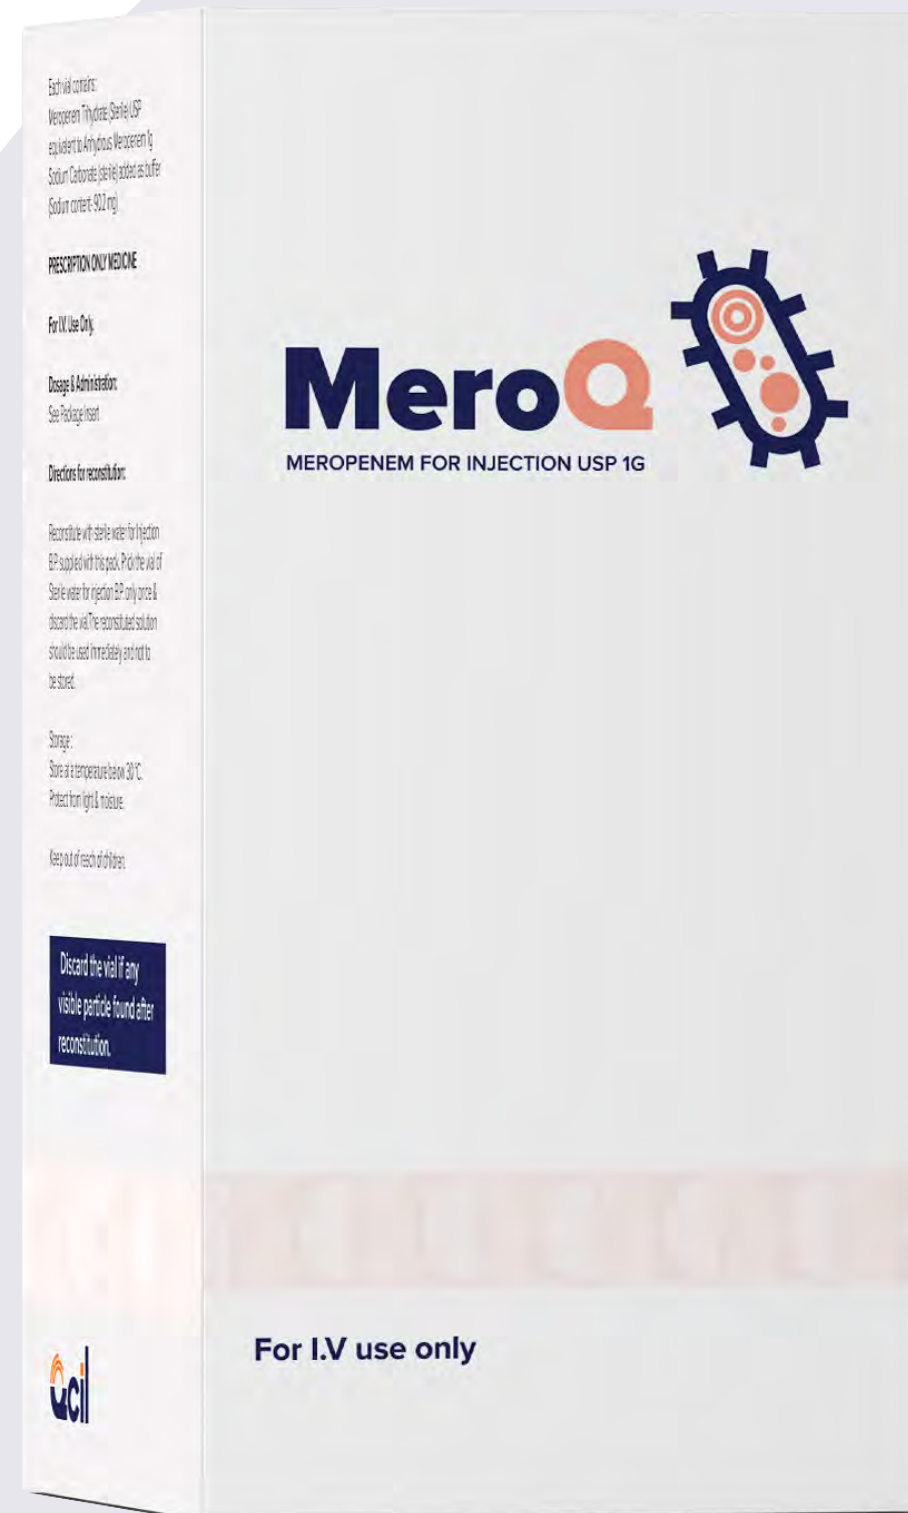 Each vial contains:
Meropenem Trihydrate (Sterile) USP
equivalent to Anhydrous Meropenem 1g
Sodium Carbonate (sterile) added as buffer
(Sodium content- 90.2 mg)
PRESCRIPTION ONLY MEDICINE
For I.V. Use Only.
Dosage & Administration:
See Package Insert
Directions for reconstitution:
Reconstitute with sterile water for Injection
B.P. supplied with this pack. Prick the vial of
Sterile water for injection B.P. only once &
discard the vial.The reconstituted solution
should be used immediately and not to
be stored.
Storage :
Store at a temperature below 30 °C.
Protect from light & moisture.
Keep out of reach of children.
Discard the vial if any
visible particle found after
reconstitution.
Qcil
MeroQ
MEROPENEM FOR INJECTION USP 1G
For I.V use only